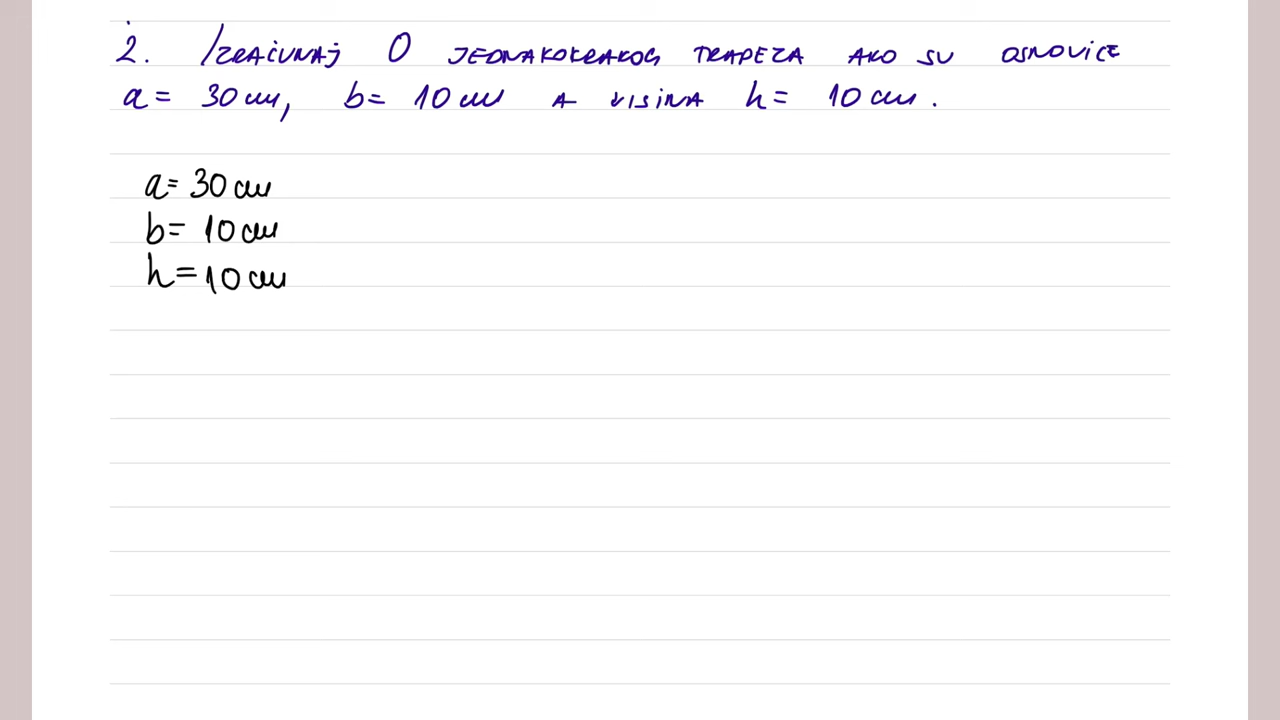 2. Izračunaj O jednakokrakog trapeza ako su osnovice
a = 30 cm, b = 10 cm a visina h = 10 cm.
a = 30 cm
b = 10 cm
h = 10 cm